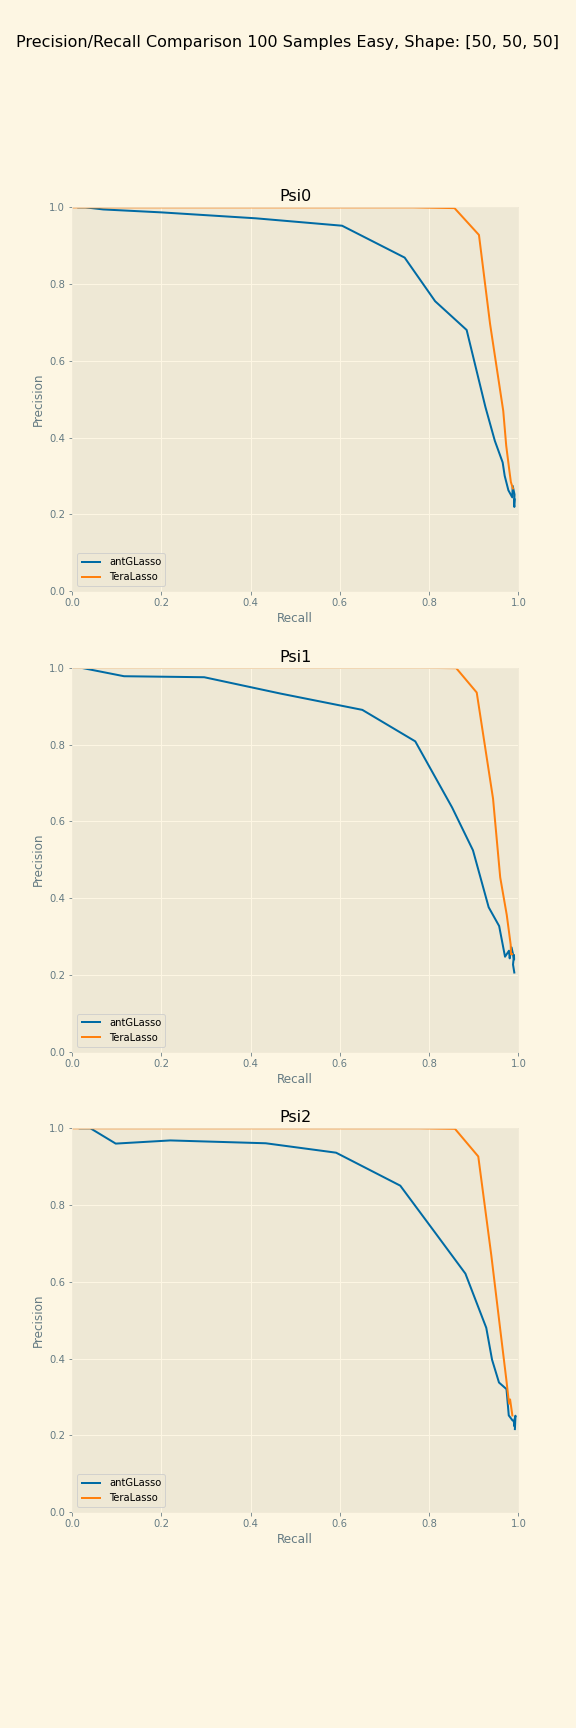 Precision/Recall Comparison 100 Samples Easy, Shape: [50, 50, 50]
Psi0
1.0
0.8
0.6
0.4
0.2
0.0
Precision
antGLasso
TeraLasso
0.0 0.2 0.4 0.6 0.8 1.0
Recall
Psi1
1.0
0.8
0.6
0.4
0.2
0.0
Precision
antGLasso
TeraLasso
0.0 0.2 0.4 0.6 0.8 1.0
Recall
Psi2
1.0
0.8
0.6
0.4
0.2
0.0
Precision
antGLasso
TeraLasso
0.0 0.2 0.4 0.6 0.8 1.0
Recall